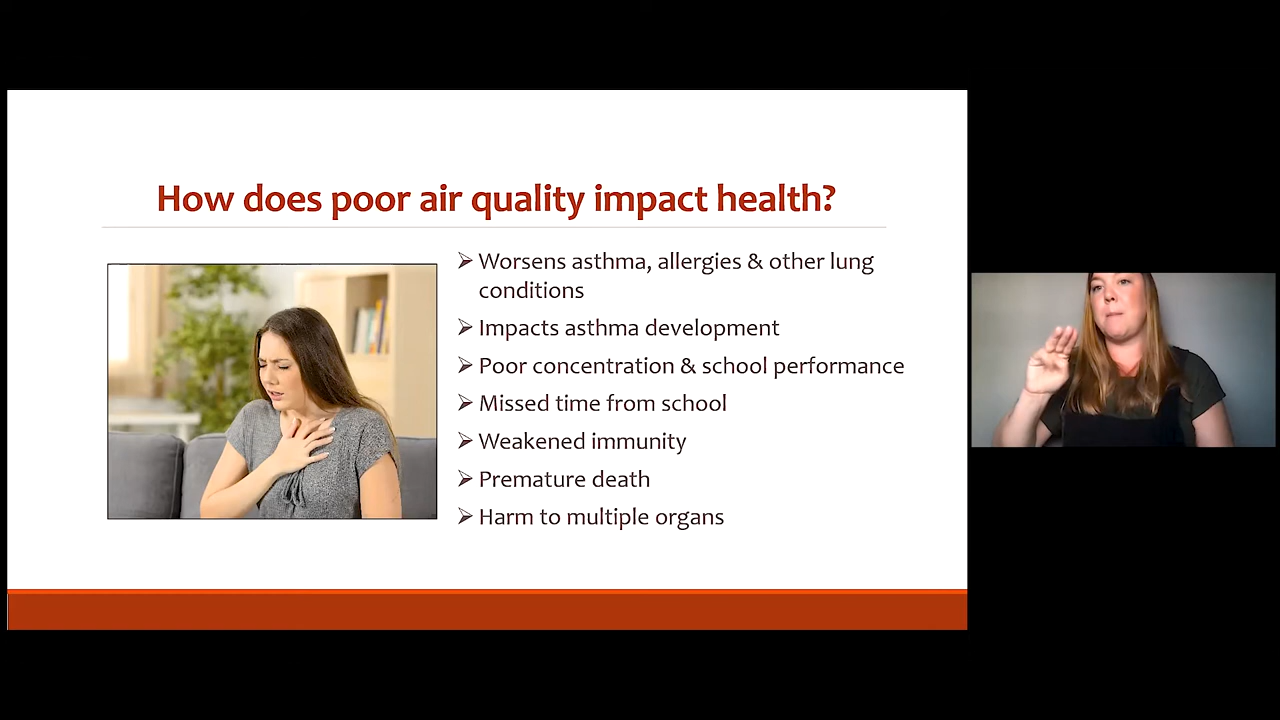 How does poor air quality impact health?
Worsens asthma, allergies & other lung
conditions
Impacts asthma development
Poor concentration & school performance
Missed time from school
Weakened immunity
Premature death
Harm to multiple organs